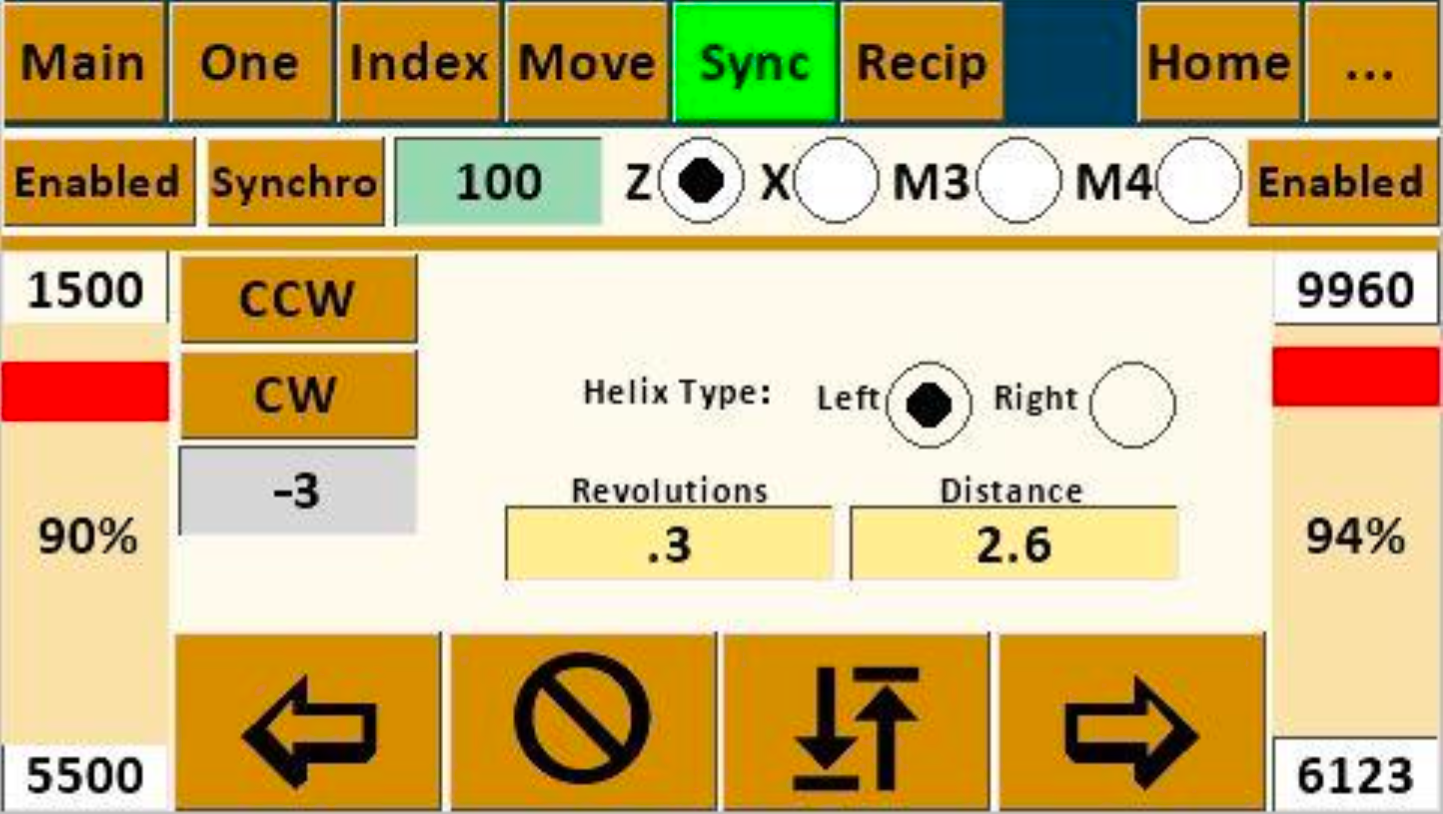 Main One Index Move Sync Recip Home ...
Enabled Synchro 100 Z X M3 M4 Enabled
1500 CCW 9960
CW Helix Type: Left Right
-3 Revolutions Distance
90% .3 2.6 94%
5500 6123